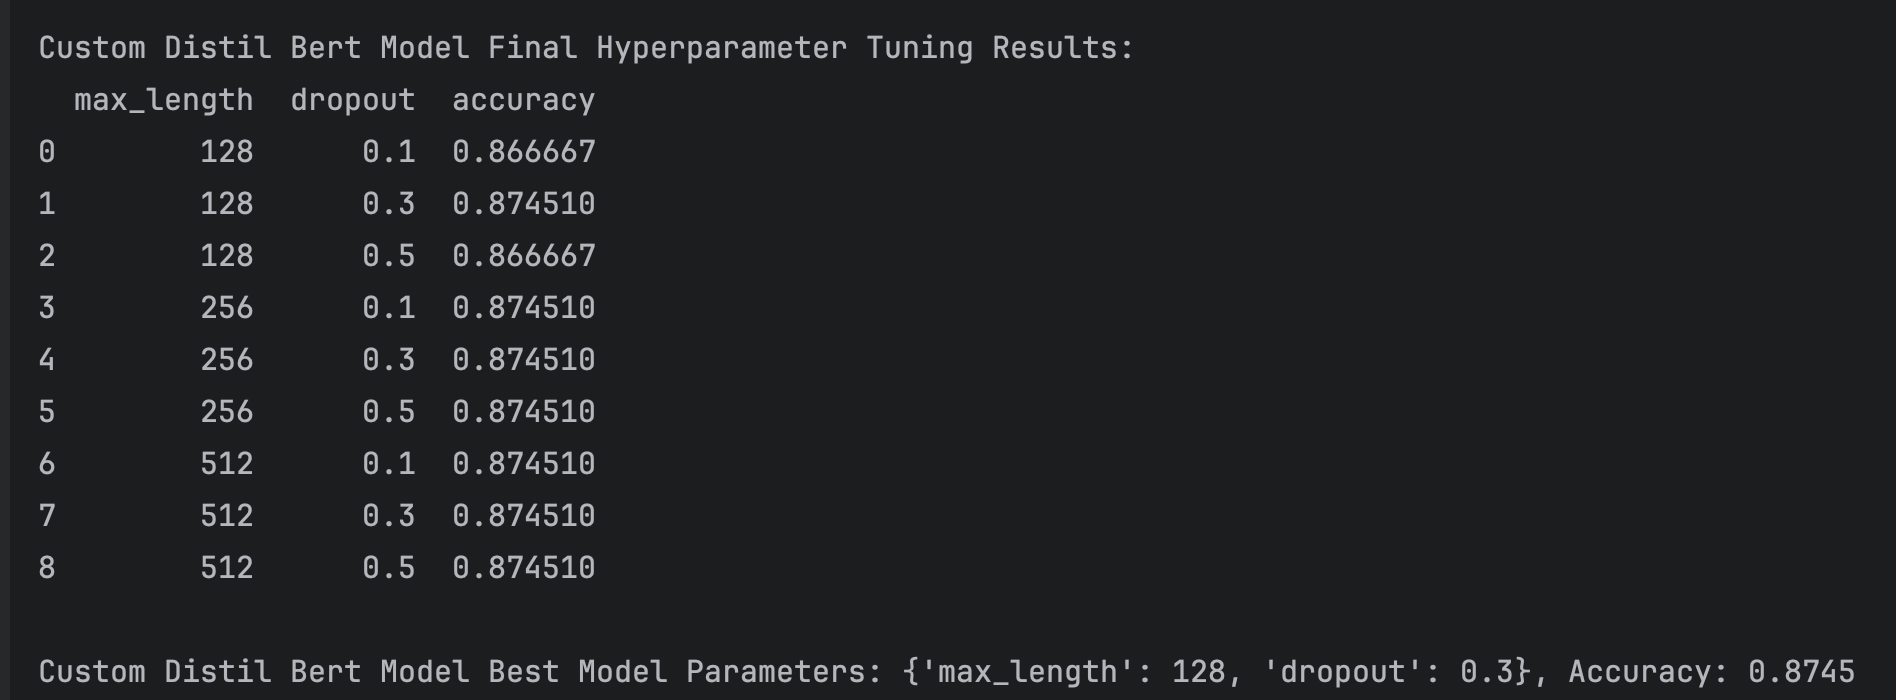 Custom Distil Bert Model Final Hyperparameter Tuning Results:
  max_length  dropout  accuracy
0        128      0.1  0.866667
1        128      0.3  0.874510
2        128      0.5  0.866667
3        256      0.1  0.874510
4        256      0.3  0.874510
5        256      0.5  0.874510
6        512      0.1  0.874510
7        512      0.3  0.874510
8        512      0.5  0.874510
Custom Distil Bert Model Best Model Parameters: {'max_length': 128, 'dropout': 0.3}, Accuracy: 0.8745